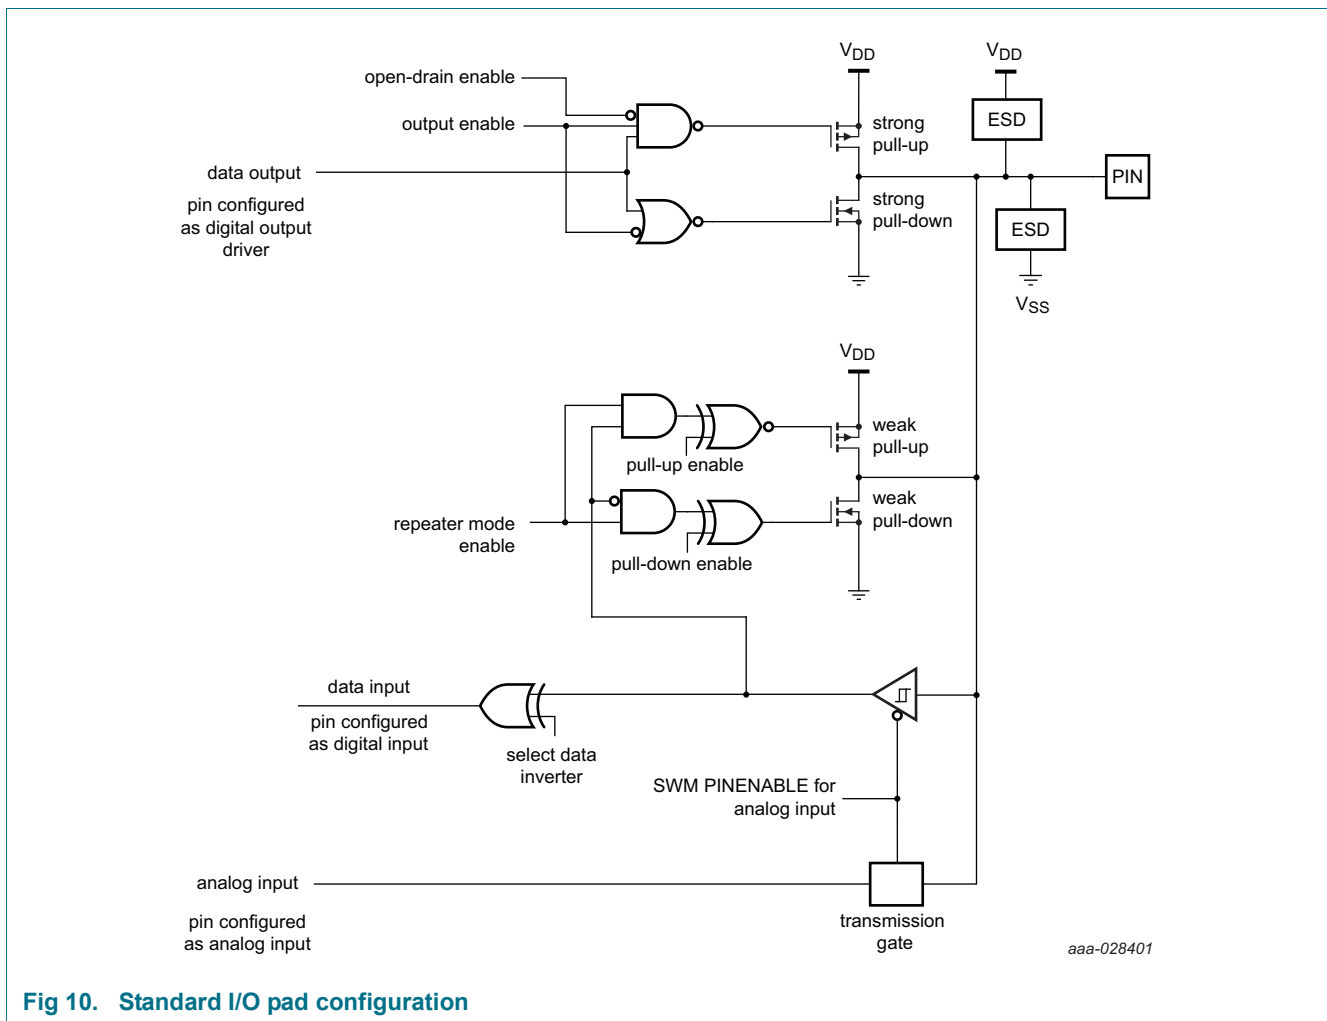 VDD
VDD
open-drain enable
output enable
strong
pull-up
ESD
data output
PIN
pin configured
as digital output
driver
strong
pull-down
ESD
VSS
VDD
weak
pull-up
pull-up enable
weak
pull-down
repeater mode
enable
pull-down enable
data input
pin configured
as digital input
select data
inverter
SWM PINENABLE for
analog input
analog input
pin configured
as analog input
transmission
gate
aaa-028401
Fig 10. Standard I/O pad configuration